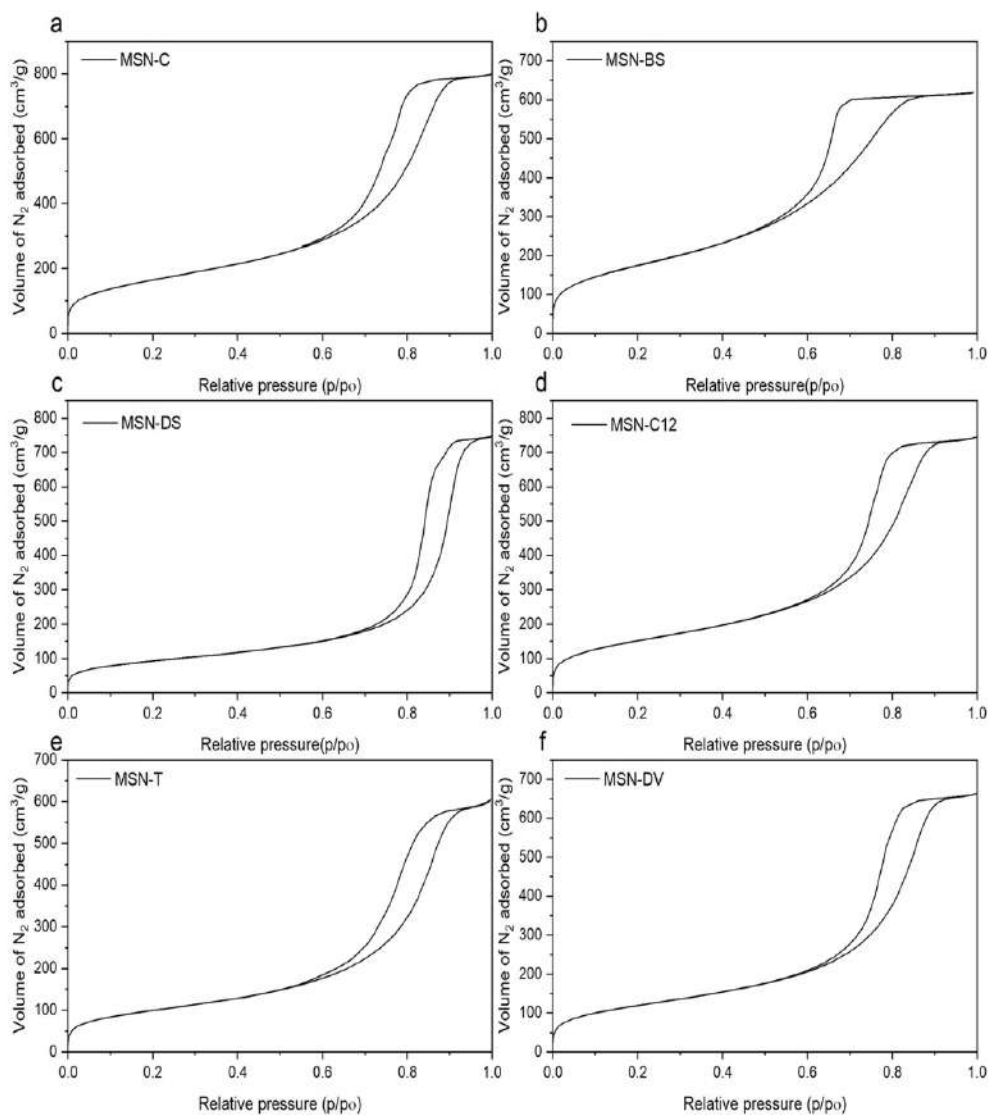 a
MSN-C
Volume of N₂ adsorbed (cm³/g)
800
600
400
200
0
0.0 0.2 0.4 0.6 0.8 1.0
Relative pressure (p/po)
b
MSN-BS
Volume of N₂ adsorbed (cm³/g)
700
600
500
400
300
200
100
0
0.0 0.2 0.4 0.6 0.8 1.0
Relative pressure(p/po)
c
MSN-DS
Volume of N₂ adsorbed (cm³/g)
800
700
600
500
400
300
200
100
0
0.0 0.2 0.4 0.6 0.8 1.0
Relative pressure(p/po)
d
MSN-C12
Volume of N₂ adsorbed (cm³/g)
800
700
600
500
400
300
200
100
0
0.0 0.2 0.4 0.6 0.8 1.0
Relative pressure (p/po)
e
MSN-T
Volume of N₂ adsorbed (cm³/g)
700
600
500
400
300
200
100
0
0.0 0.2 0.4 0.6 0.8 1.0
Relative pressure (p/po)
f
MSN-DV
Volume of N₂ adsorbed (cm³/g)
700
600
500
400
300
200
100
0
0.0 0.2 0.4 0.6 0.8 1.0
Relative pressure (p/po)